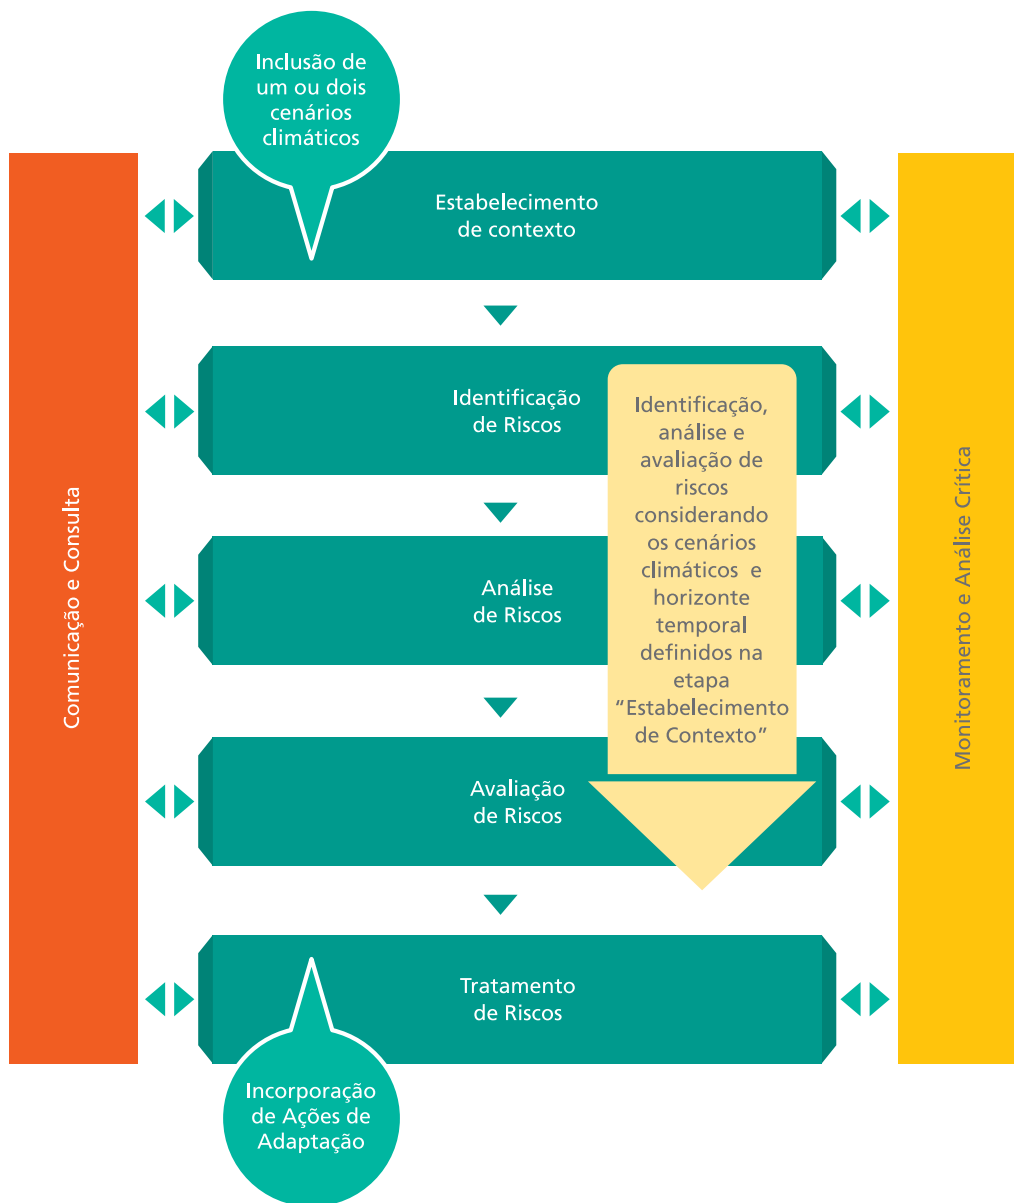 Inclusão de
um ou dois
cenários
climáticos
Estabelecimento
de contexto
Comunicação e Consulta
Identificação
de Riscos
Identificação,
análise e
avaliação de
riscos
considerando
os cenários
climáticos e
horizonte
temporal
definidos na
etapa
“Estabelecimento
de Contexto”
Monitoramento e Análise Crítica
Análise
de Riscos
Avaliação
de Riscos
Tratamento
de Riscos
Incorporação
de Ações de
Adaptação